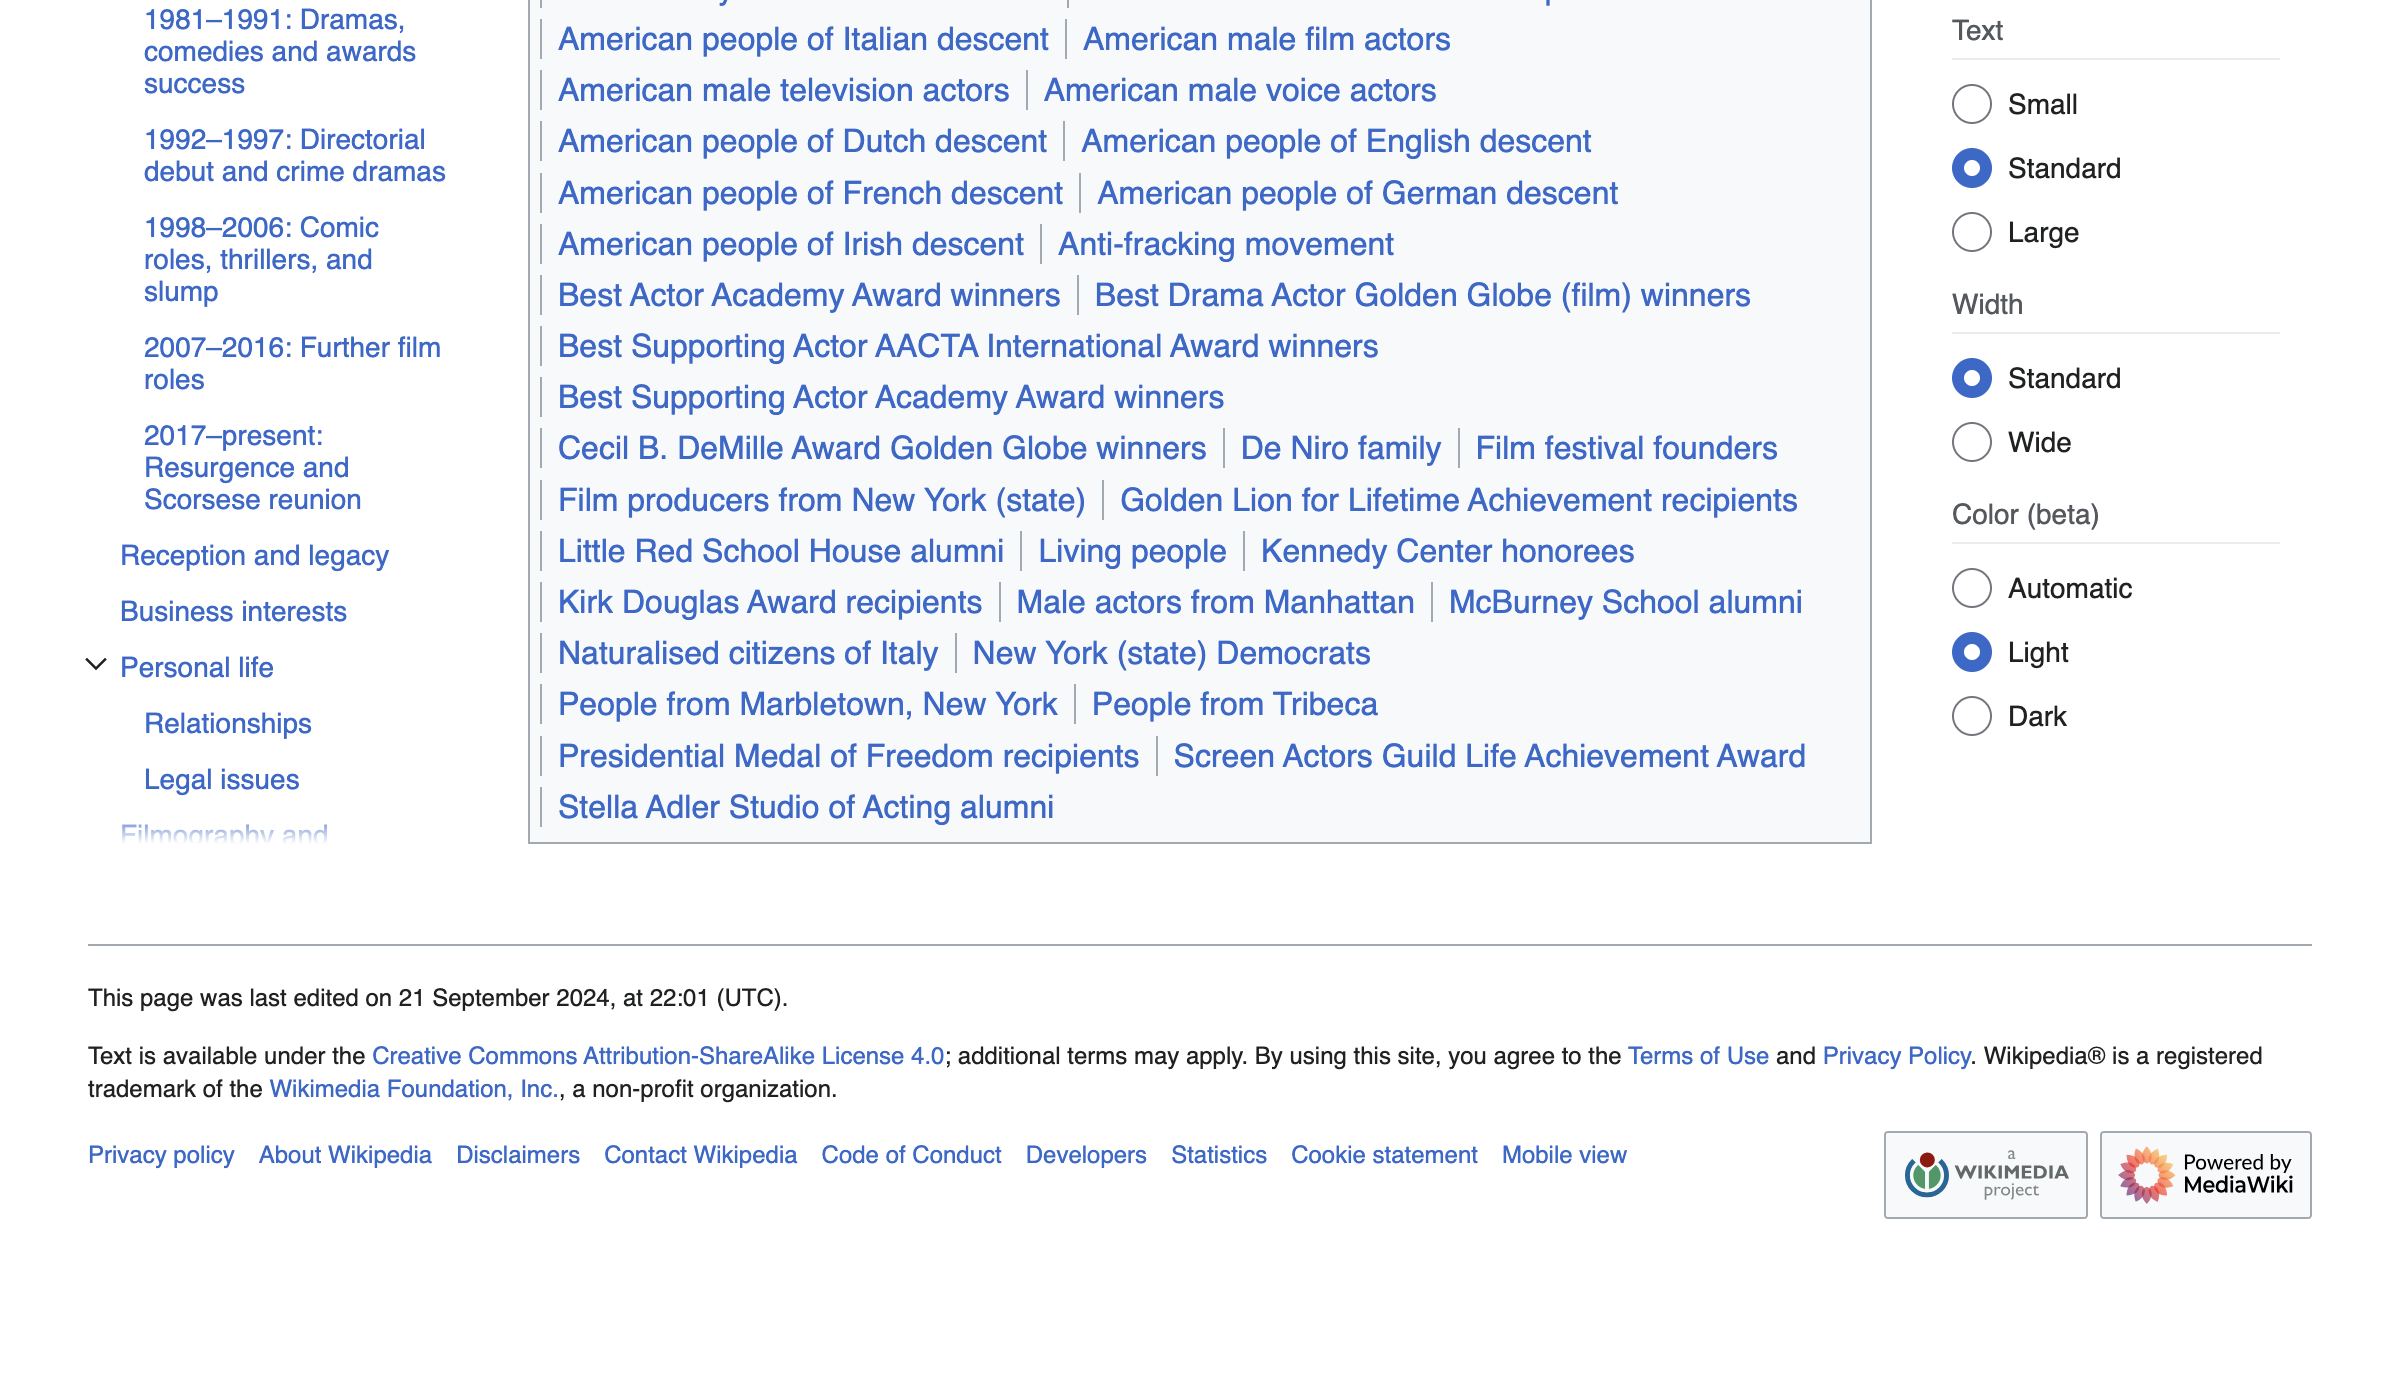 1981–1991: Dramas,
comedies and awards
success
1992–1997: Directorial
debut and crime dramas
1998–2006: Comic
roles, thrillers, and
slump
2007–2016: Further film
roles
2017–present:
Resurgence and
Scorsese reunion
Reception and legacy
Business interests
Personal life
Relationships
Legal issues
Filmography and
American people of Italian descent | American male film actors
American male television actors | American male voice actors
American people of Dutch descent | American people of English descent
American people of French descent | American people of German descent
American people of Irish descent | Anti-fracking movement
Best Actor Academy Award winners | Best Drama Actor Golden Globe (film) winners
Best Supporting Actor AACTA International Award winners
Best Supporting Actor Academy Award winners
Cecil B. DeMille Award Golden Globe winners | De Niro family | Film festival founders
Film producers from New York (state) | Golden Lion for Lifetime Achievement recipients
Little Red School House alumni | Living people | Kennedy Center honorees
Kirk Douglas Award recipients | Male actors from Manhattan | McBurney School alumni
Naturalised citizens of Italy | New York (state) Democrats
People from Marbletown, New York | People from Tribeca
Presidential Medal of Freedom recipients | Screen Actors Guild Life Achievement Award
Stella Adler Studio of Acting alumni
Text
Small
Standard
Large
Width
Standard
Wide
Color (beta)
Automatic
Light
Dark
This page was last edited on 21 September 2024, at 22:01 (UTC).
Text is available under the Creative Commons Attribution-ShareAlike License 4.0; additional terms may apply. By using this site, you agree to the Terms of Use and Privacy Policy. Wikipedia® is a registered
trademark of the Wikimedia Foundation, Inc., a non-profit organization.
Privacy policy About Wikipedia Disclaimers Contact Wikipedia Code of Conduct Developers Statistics Cookie statement Mobile view
a
WIKIMEDIA
project
Powered by
MediaWiki